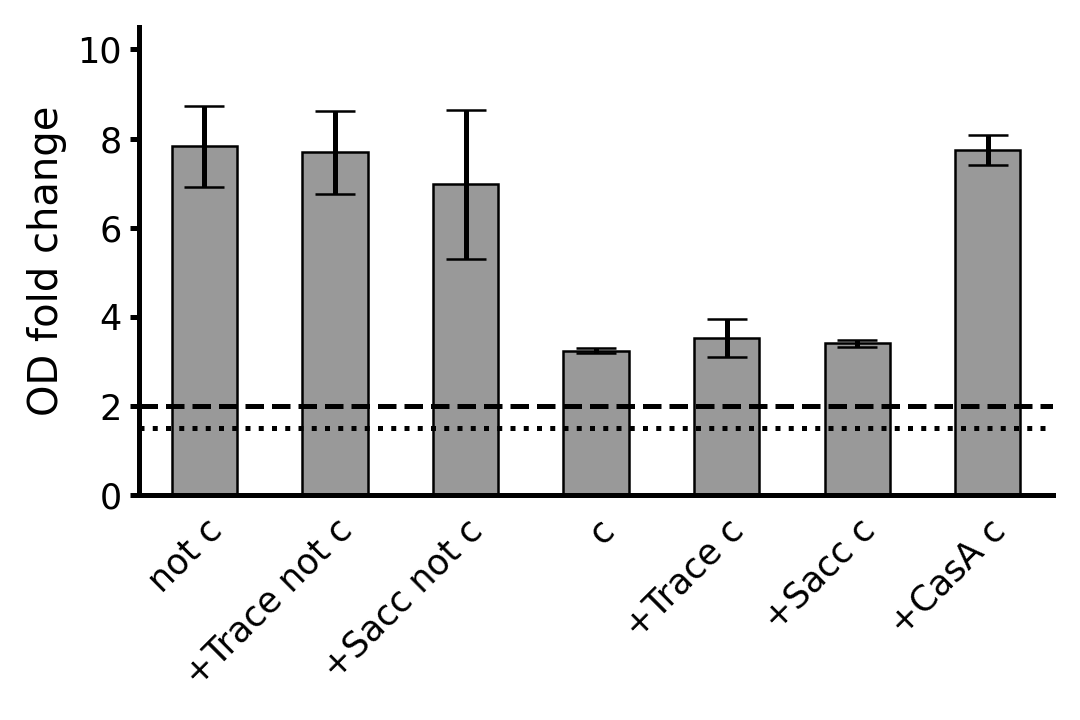 OD fold change
10
8
6
4
2
0
not c
+Trace not c
+Sacc not c
c
+Trace c
+Sacc c
+CasA c